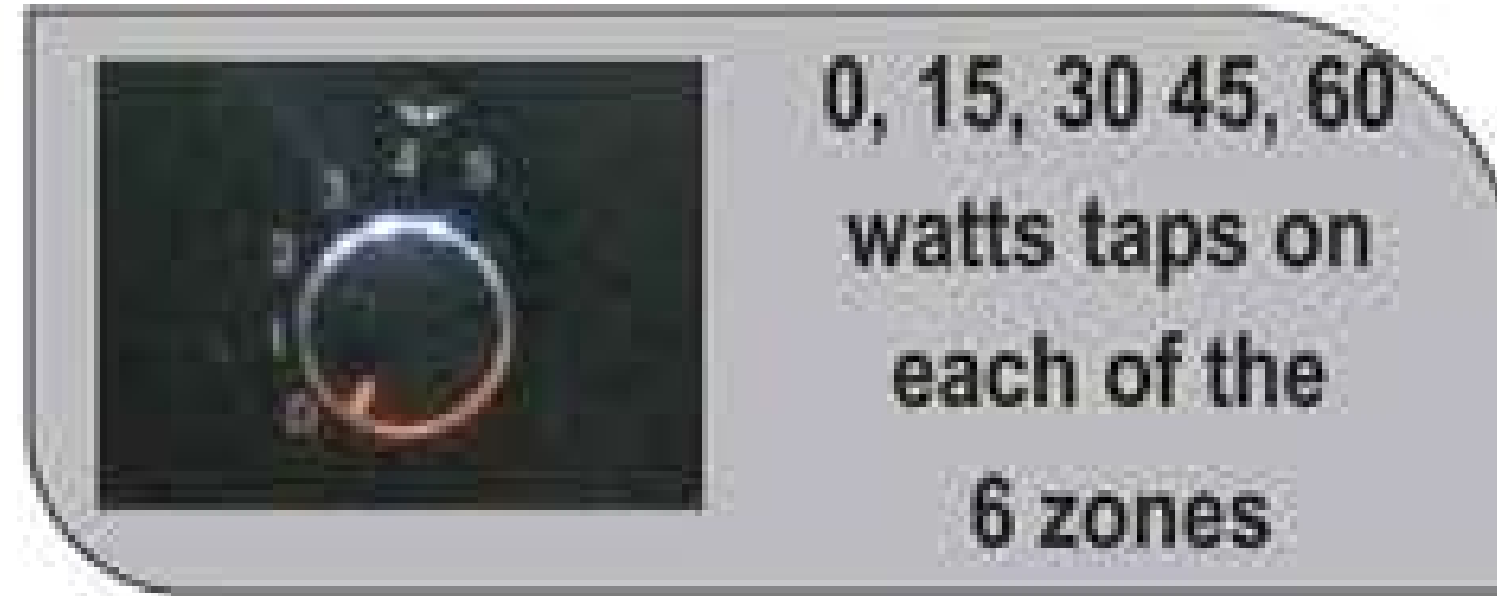 0, 15, 30 45, 60
watts taps on
each of the
6 zones